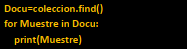 Docu=coleccion.find()
for Muestre in Docu:
    print(Muestre)